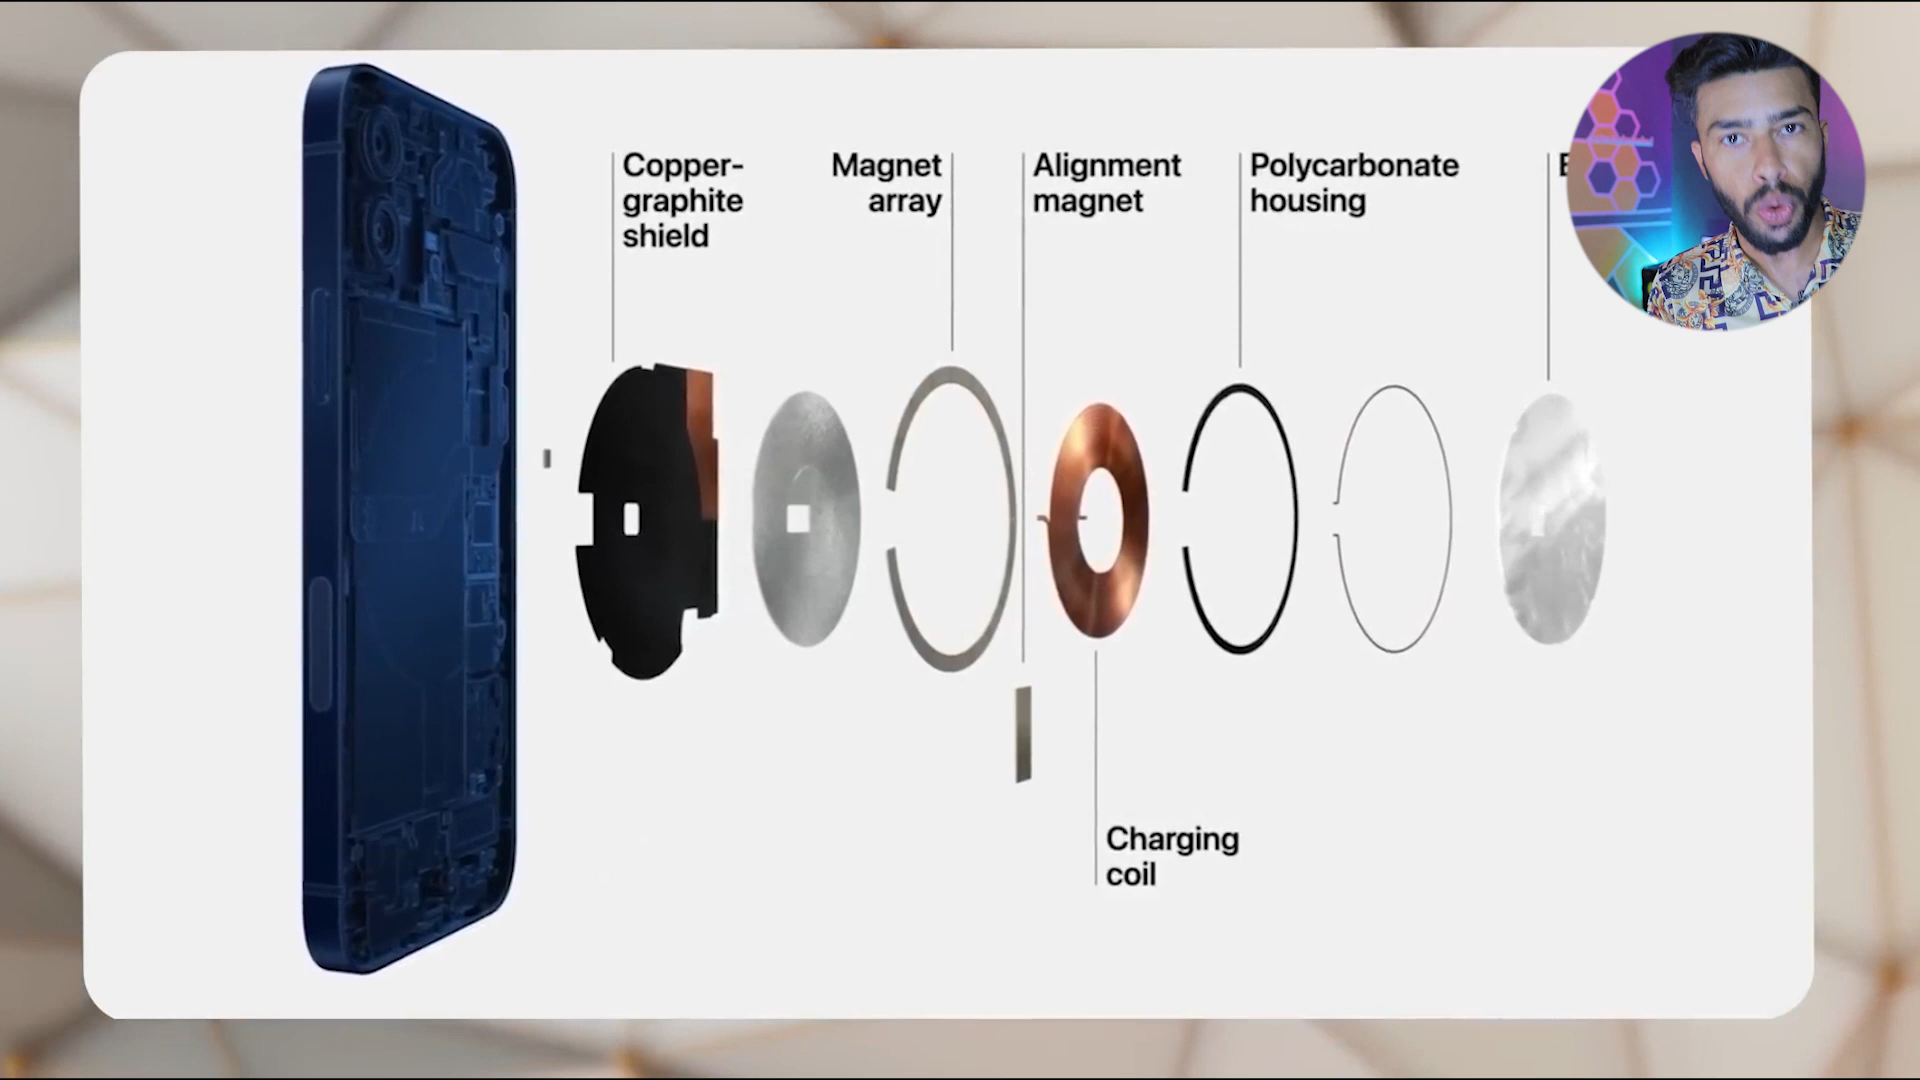 Copper-
graphite
shield
Magnet
array
Alignment
magnet
Polycarbonate
housing
Charging
coil